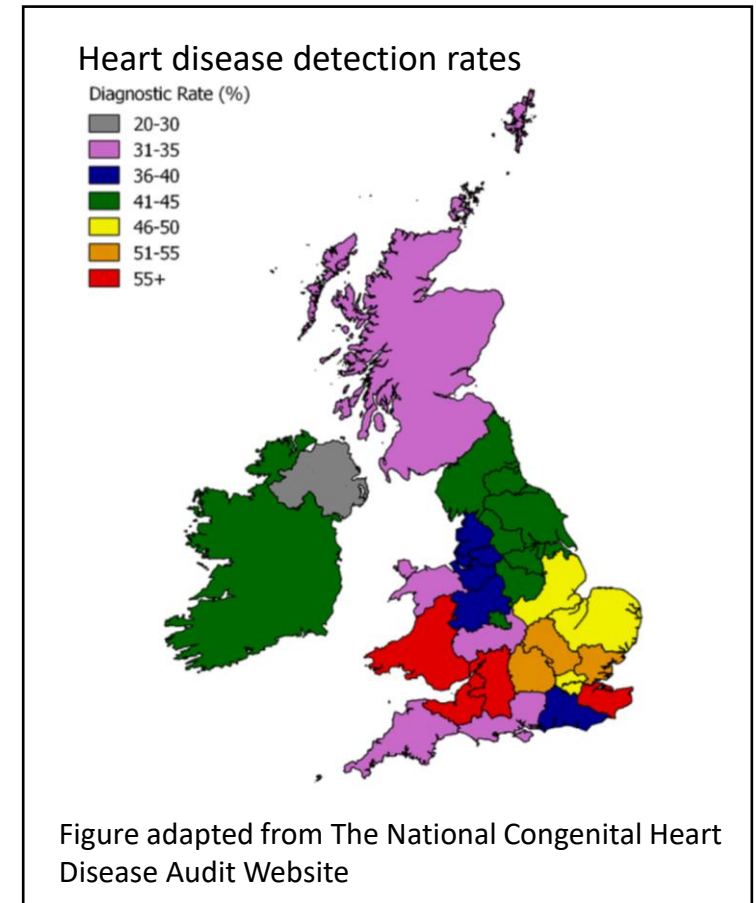 Heart disease detection rates
Diagnostic Rate (%)
20-30
31-35
36-40
41-45
46-50
51-55
55+
Figure adapted from The National Congenital Heart
Disease Audit Website